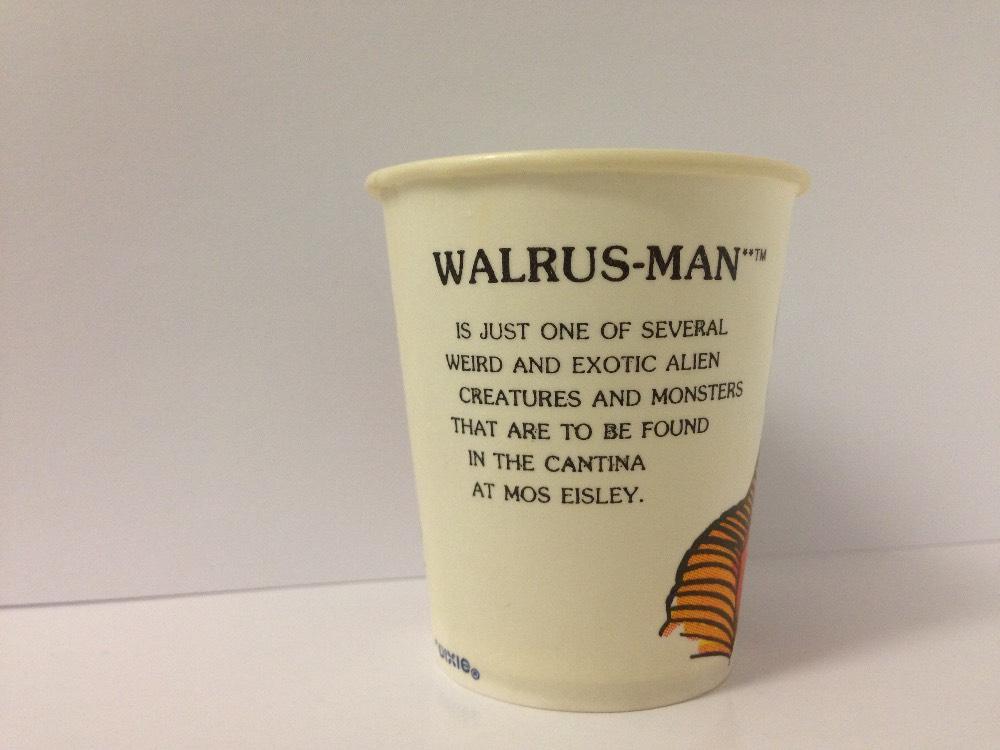 WALRUS-MAN**™
IS JUST ONE OF SEVERAL
WEIRD AND EXOTIC ALIEN
CREATURES AND MONSTERS
THAT ARE TO BE FOUND
IN THE CANTINA
AT MOS EISLEY.
DIXIE®